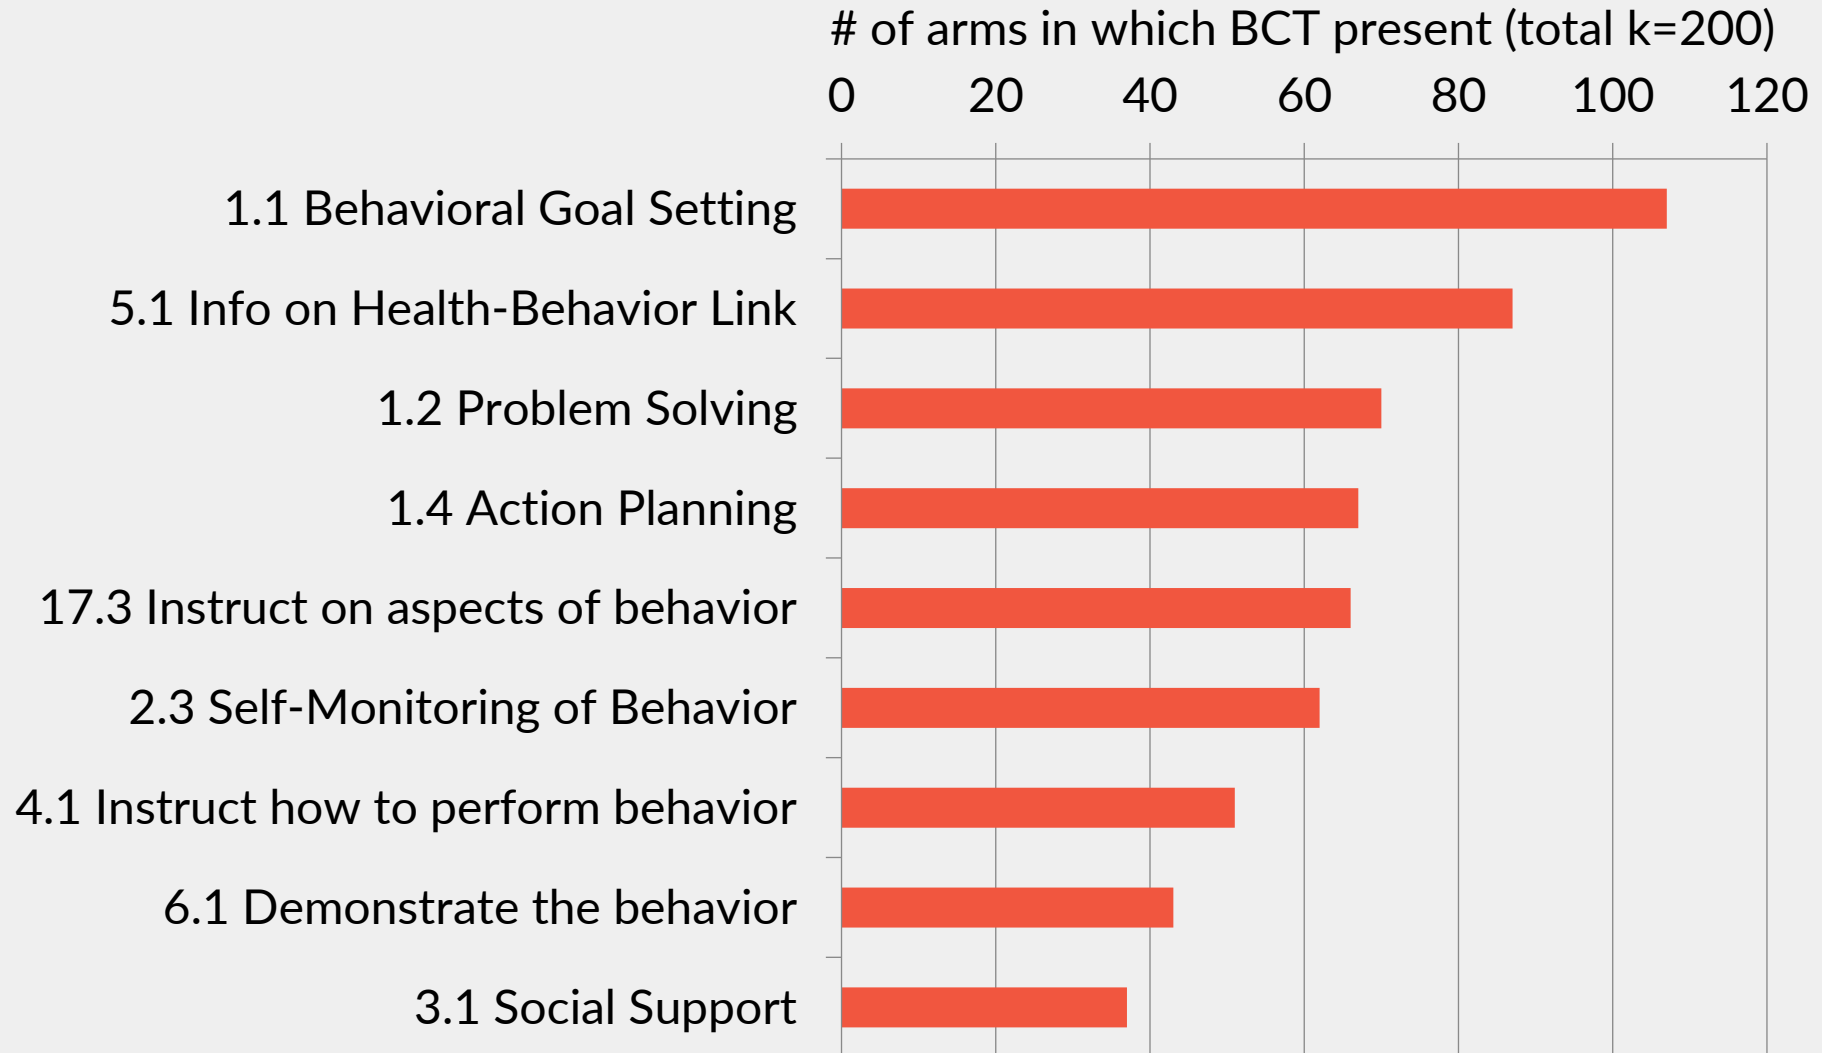 # of arms in which BCT present (total k=200)
0 20 40 60 80 100 120
1.1 Behavioral Goal Setting
5.1 Info on Health-Behavior Link
1.2 Problem Solving
1.4 Action Planning
17.3 Instruct on aspects of behavior
2.3 Self-Monitoring of Behavior
4.1 Instruct how to perform behavior
6.1 Demonstrate the behavior
3.1 Social Support